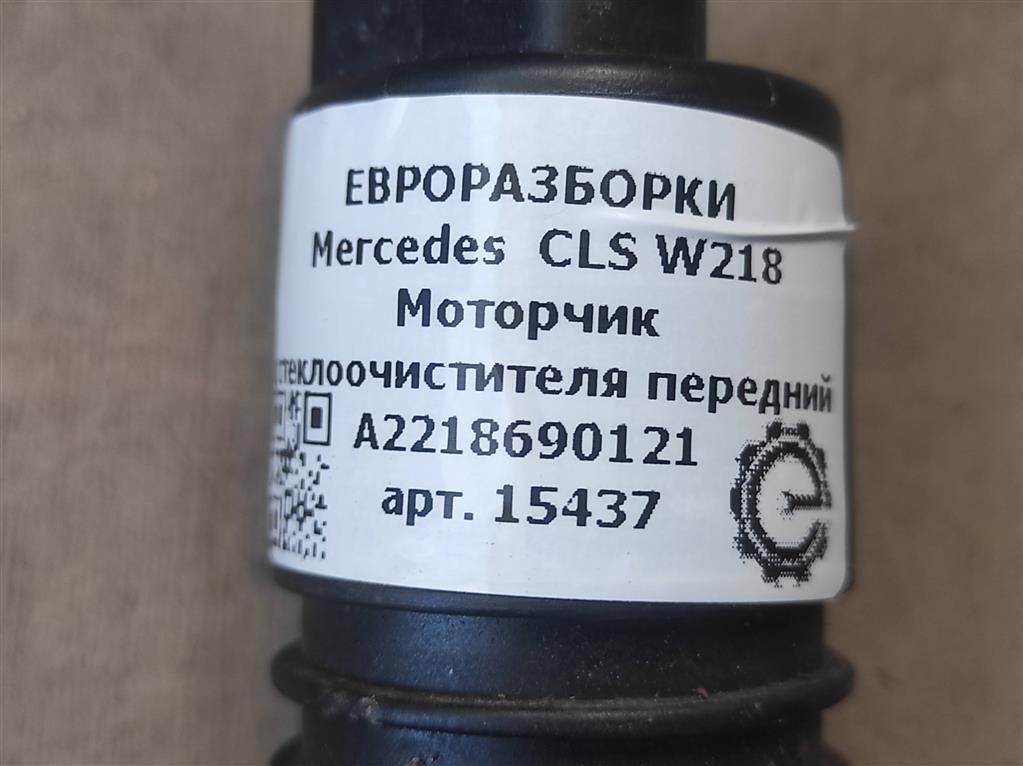 ЕВРОРАЗБОРКИ
Mercedes CLS W218
Моторчик
стеклоочистителя передний
A2218690121
арт. 15437